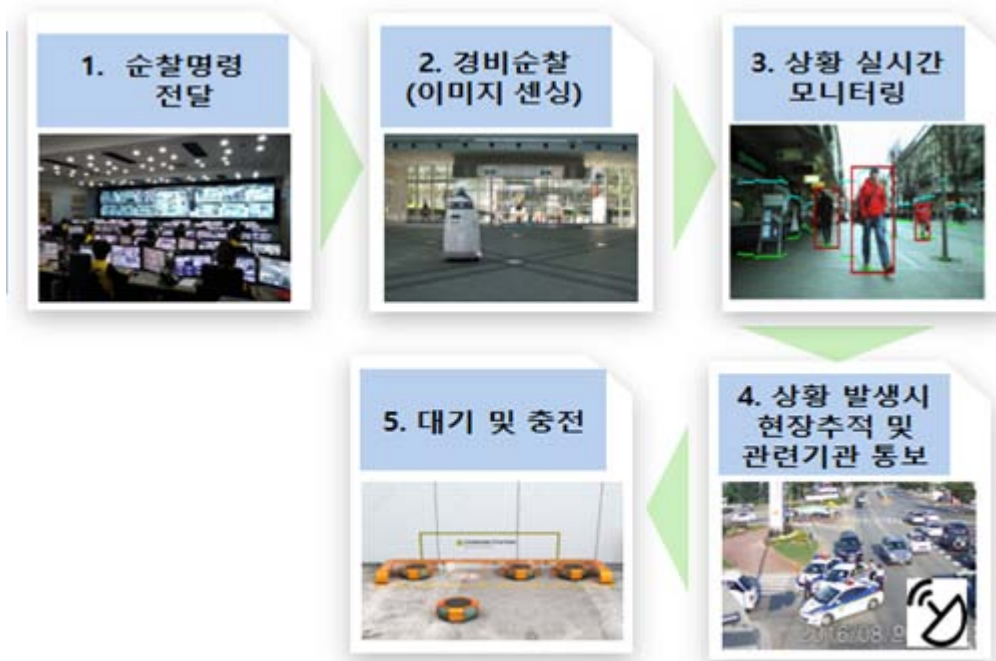 1. 순찰명령
전달
2. 경비순찰
(이미지 센싱)
3. 상황 실시간
모니터링
4. 상황 발생시
현장추적 및
관련기관 통보
5. 대기 및 충전